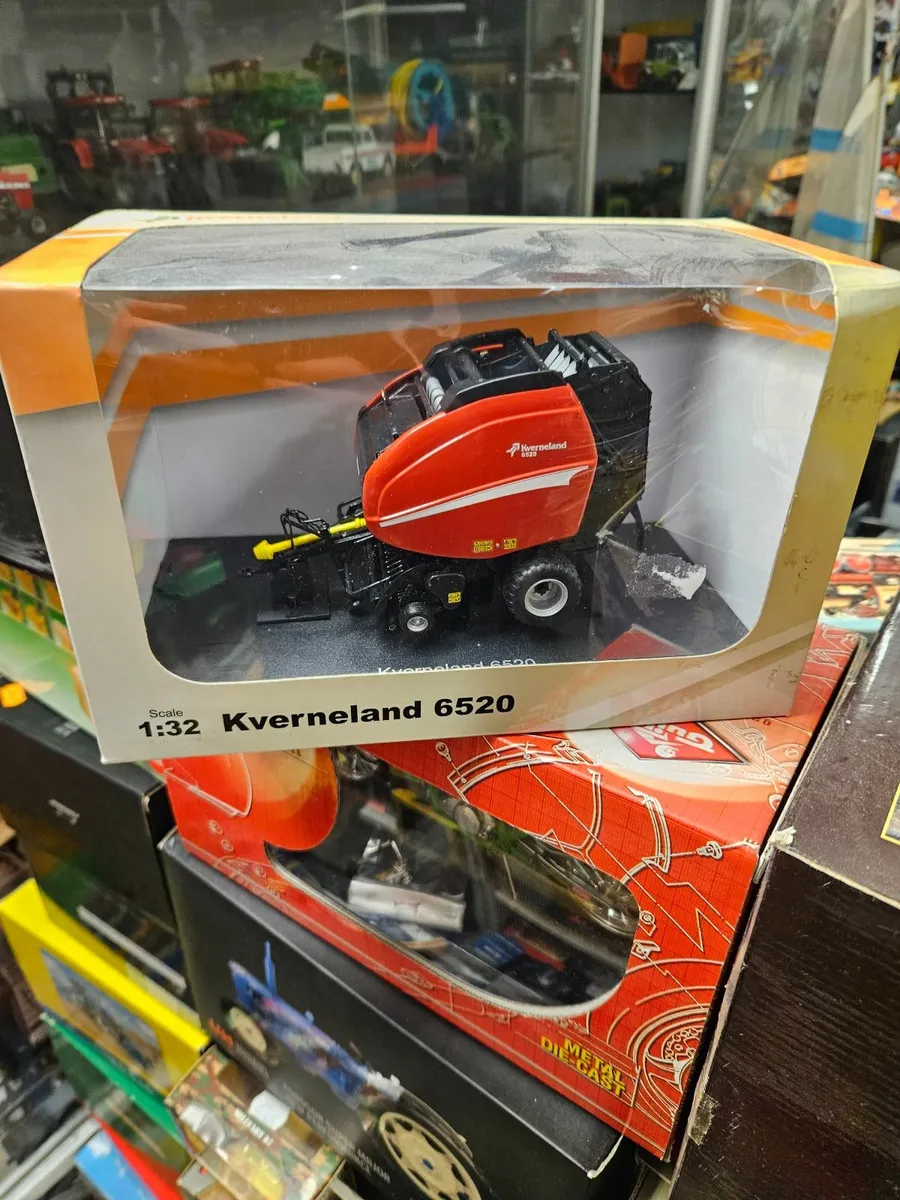 Kverneland
6520
Kverneland 6520
Scale
1:32 Kverneland 6520
METAL
DIE-CAST